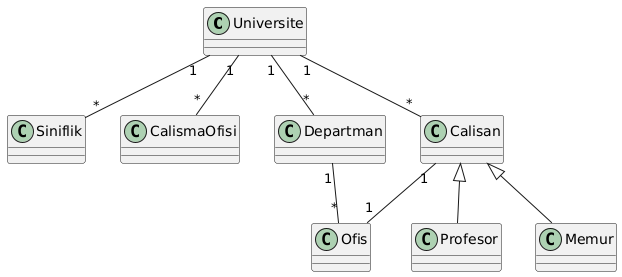 C Universite
1 1 1 1
* * * *
C Siniflik
C CalismaOfisi
C Departman
C Calisan
1 1
* 1
C Ofis
C Profesor
C Memur